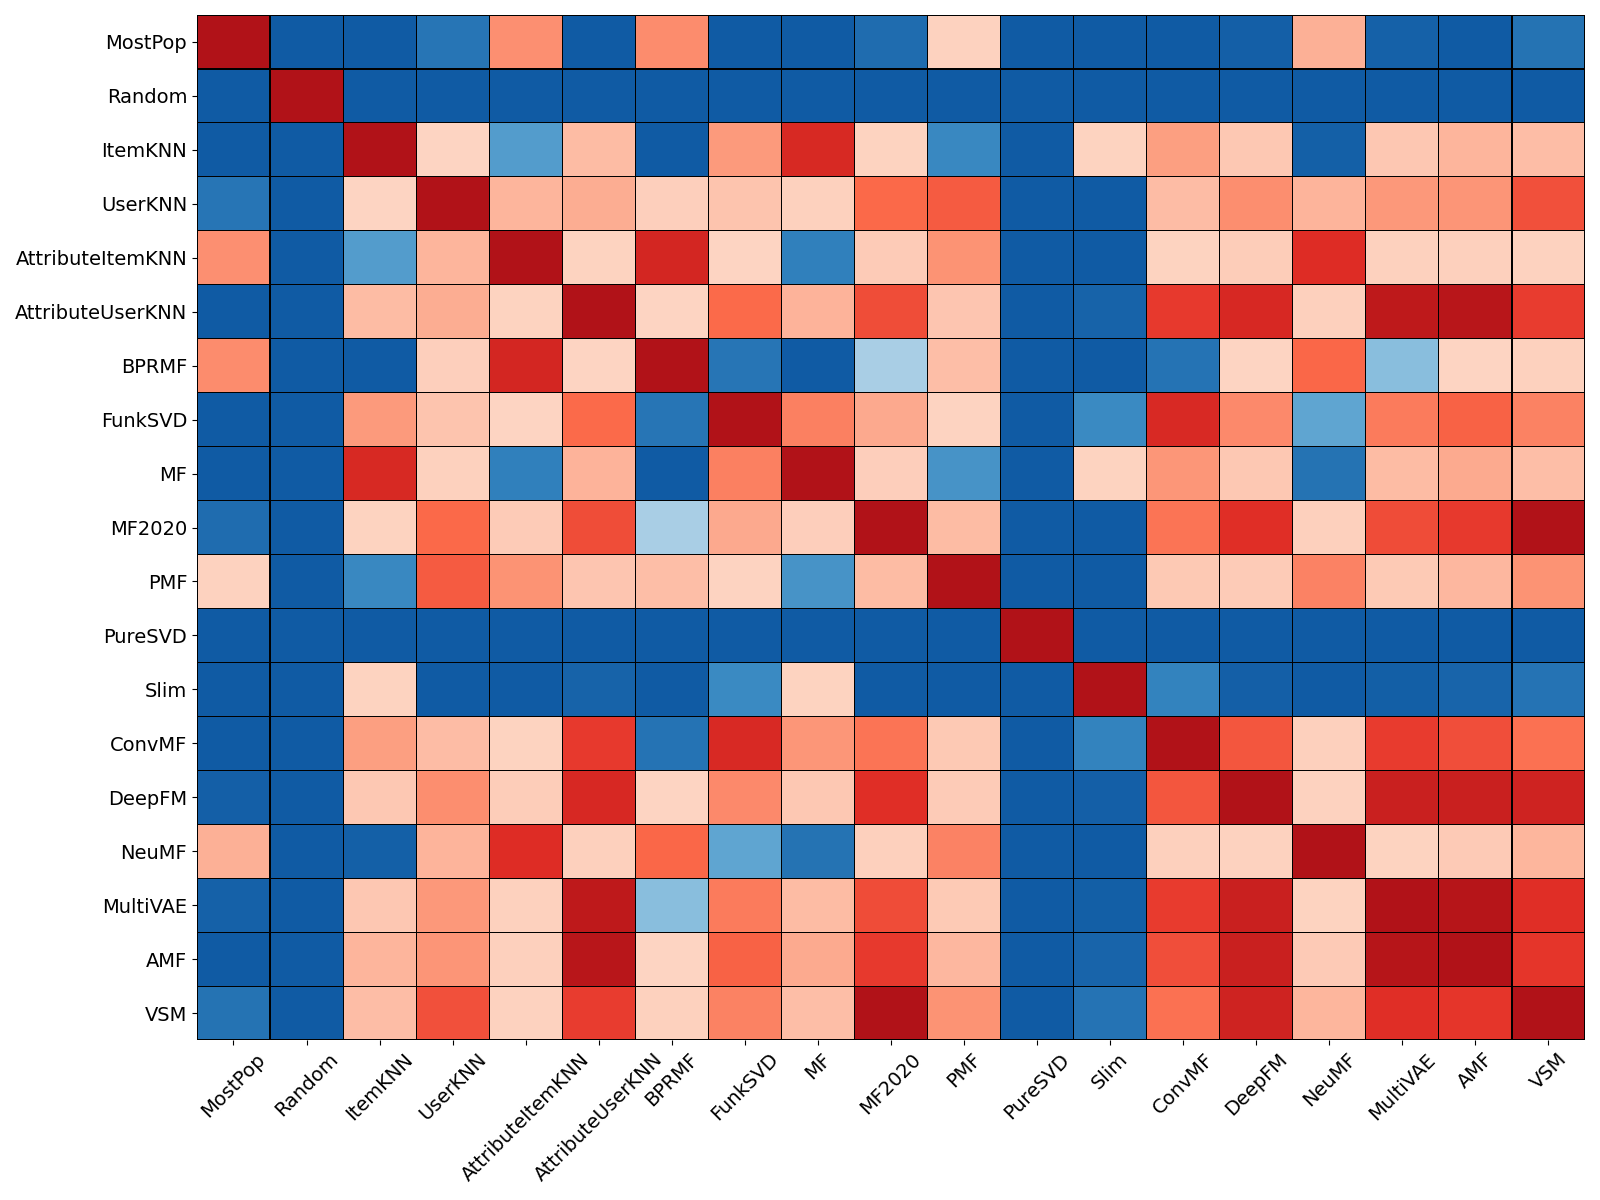 MostPop
Random
ItemKNN
UserKNN
AttributeItemKNN
AttributeUserKNN
BPRMF
FunkSVD
MF
MF2020
PMF
PureSVD
Slim
ConvMF
DeepFM
NeuMF
MultiVAE
AMF
VSM
MostPop
Random
ItemKNN
UserKNN
AttributeItemKNN
AttributeUserKNN
BPRMF
FunkSVD
MF
MF2020
PMF
PureSVD
Slim
ConvMF
DeepFM
NeuMF
MultiVAE
AMF
VSM